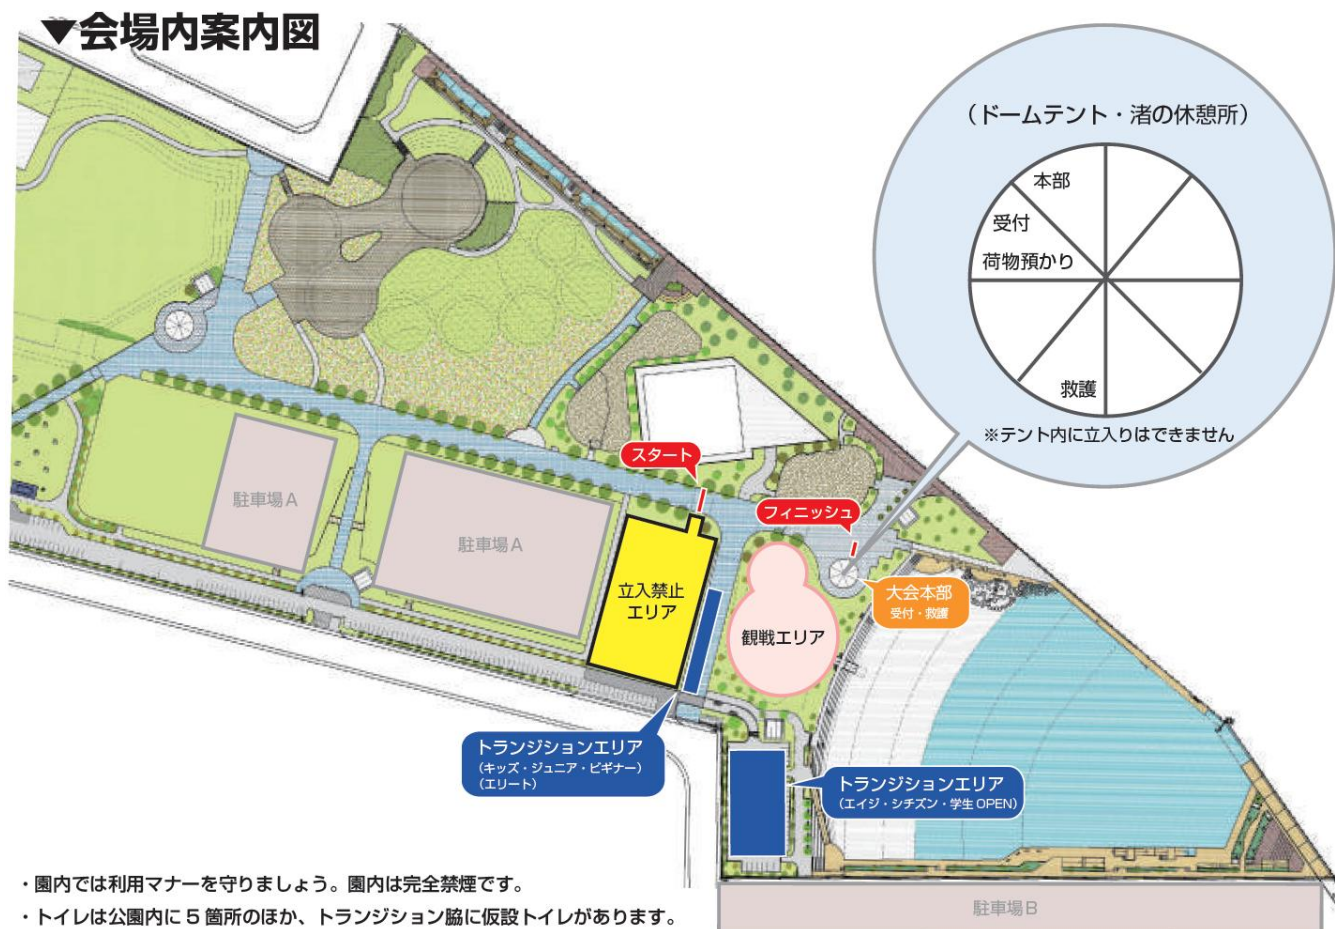 ▼会場内案内図
(ドームテント・渚の休憩所)
本部
受付
荷物預かり
救護
※テント内に立入りはできません
スタート
フィニッシュ
駐車場A
駐車場A
立入禁止
エリア
観戦エリア
大会本部
受付・救護
トランジションエリア
(キッズ・ジュニア・ビギナー)
(エリート)
トランジションエリア
(エイジ・シチズン・学生OPEN)
・園内では利用マナーを守りましょう。園内は完全禁煙です。
・トイレは公園内に5箇所のほか、トランジション脇に仮設トイレがあります。
駐車場B